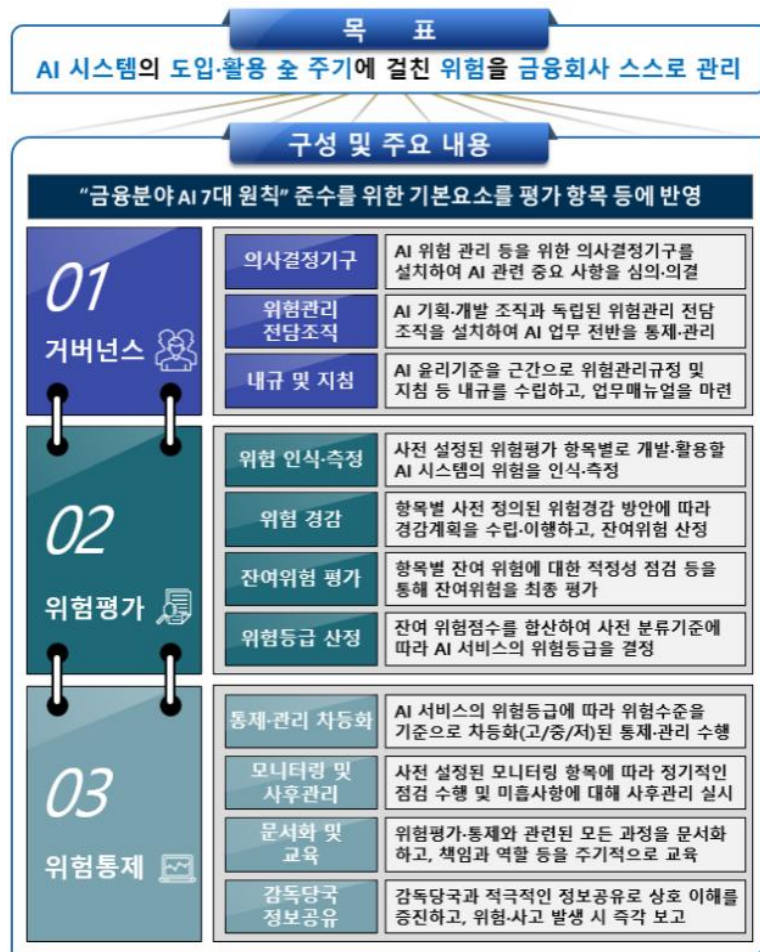 목 표
AI 시스템의 도입·활용 全 주기에 걸친 위험을 금융회사 스스로 관리
구성 및 주요 내용
“금융분야 AI 7대 원칙” 준수를 위한 기본요소를 평가 항목 등에 반영
01
거버넌스
의사결정기구
AI 위험 관리 등을 위한 의사결정기구를
설치하여 AI 관련 중요 사항을 심의·의결
위험관리
전담조직
AI 기획·개발 조직과 독립된 위험관리 전담
조직을 설치하여 AI 업무 전반을 통제·관리
내규 및 지침
AI 윤리기준을 근간으로 위험관리규정 및
지침 등 내규를 수립하고, 업무매뉴얼을 마련
02
위험평가
위험 인식·측정
사전 설정된 위험평가 항목별로 개발·활용할
AI 시스템의 위험을 인식·측정
위험 경감
항목별 사전 정의된 위험경감 방안에 따라
경감계획을 수립·이행하고, 잔여위험 산정
잔여위험 평가
항목별 잔여 위험에 대한 적정성 점검 등을
통해 잔여위험을 최종 평가
위험등급 산정
잔여 위험점수를 합산하여 사전 분류기준에
따라 AI 서비스의 위험등급을 결정
03
위험통제
통제·관리 차등화
AI 서비스의 위험등급에 따라 위험수준을
기준으로 차등화(고/중/저)된 통제·관리 수행
모니터링 및
사후관리
사전 설정된 모니터링 항목에 따라 정기적인
점검 수행 및 미흡사항에 대해 사후관리 실시
문서화 및
교육
위험평가·통제와 관련된 모든 과정을 문서화
하고, 책임과 역할 등을 주기적으로 교육
감독당국
정보공유
감독당국과 적극적인 정보공유로 상호 이해를
증진하고, 위험·사고 발생 시 즉각 보고